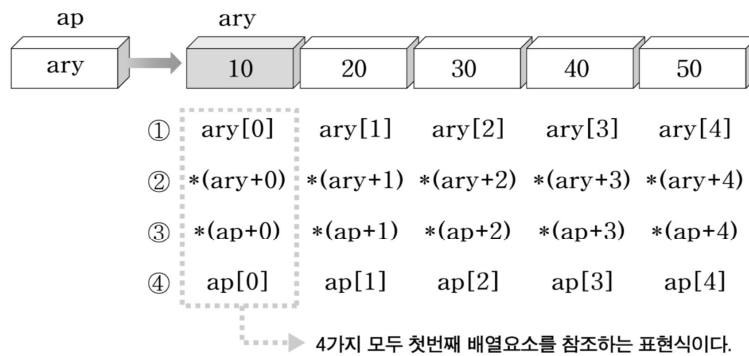 ap ary
ary 10 20 30 40 50
① ary[0] ary[1] ary[2] ary[3] ary[4]
② *(ary+0) *(ary+1) *(ary+2) *(ary+3) *(ary+4)
③ *(ap+0) *(ap+1) *(ap+2) *(ap+3) *(ap+4)
④ ap[0] ap[1] ap[2] ap[3] ap[4]
4가지 모두 첫번째 배열요소를 참조하는 표현식이다.